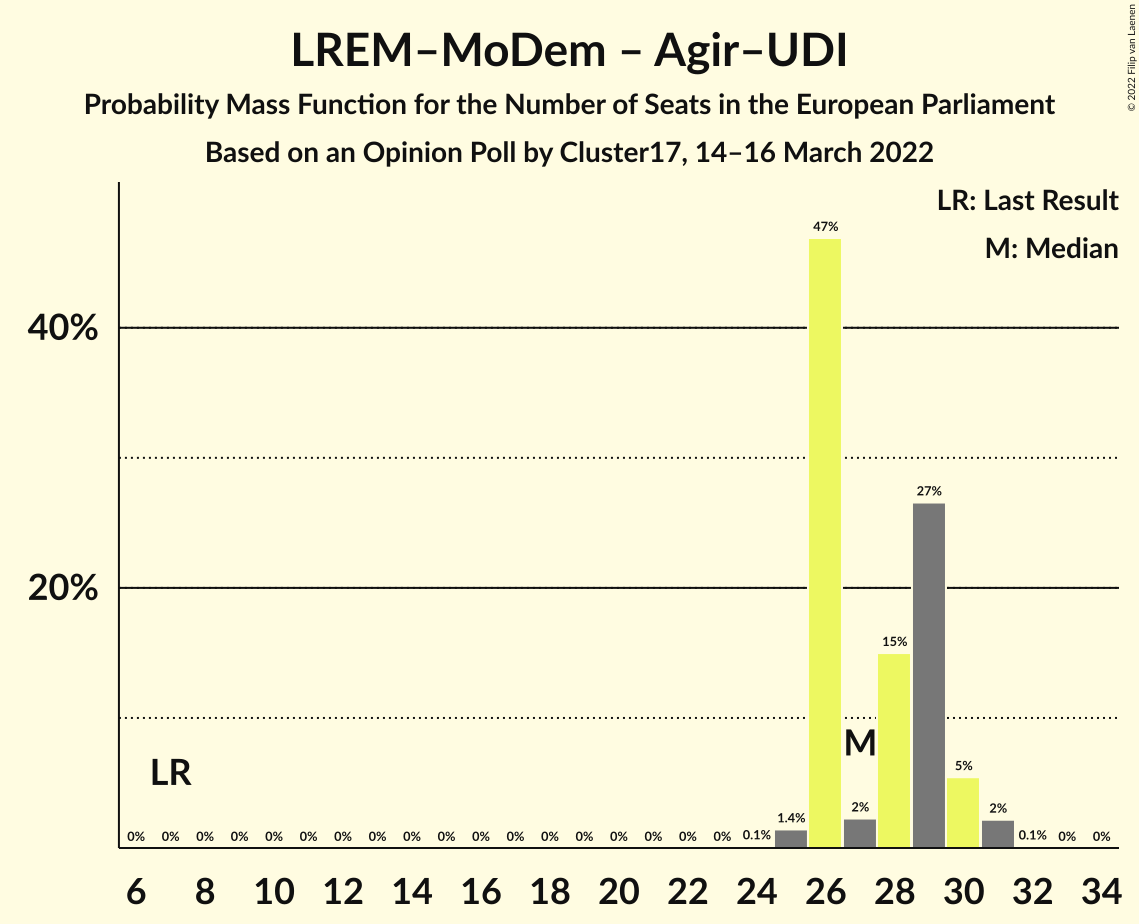 LREM–MoDem – Agir–UDI
Probability Mass Function for the Number of Seats in the European Parliament
Based on an Opinion Poll by Cluster17, 14–16 March 2022
© 2022 Filip van Laenen
LR: Last Result
M: Median
47%
40%
27%
20%
15%
M
LR
5%
0% 0% 0% 0% 0% 0% 0% 0% 0% 0% 0% 0% 0% 0% 0% 0% 0% 0% 0.1% 1.4% 2% 2% 0.1% 0% 0%
6 8 10 12 14 16 18 20 22 24 26 28 30 32 34